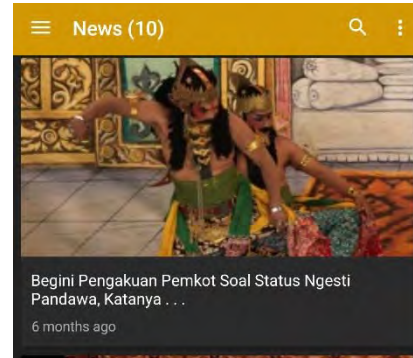 News (10)
Begini Pengakuan Pemkot Soal Status Ngesti
Pandawa, Katanya . . .
6 months ago